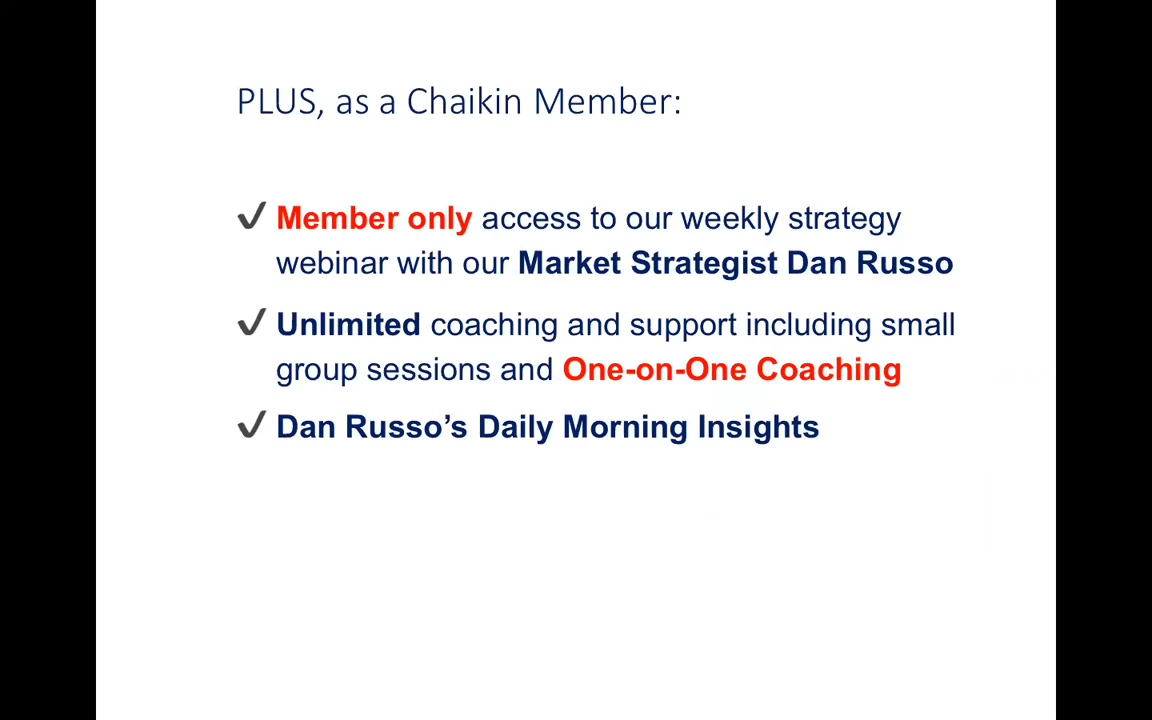 PLUS, as a Chaikin Member:
✓ Member only access to our weekly strategy
webinar with our Market Strategist Dan Russo
✓ Unlimited coaching and support including small
group sessions and One-on-One Coaching
✓ Dan Russo’s Daily Morning Insights